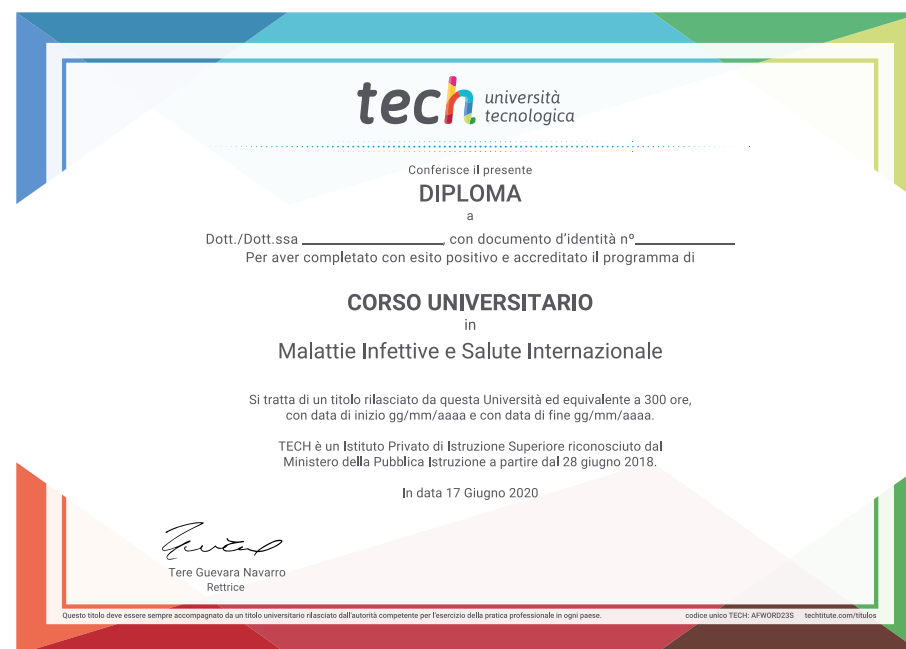 tech università
tecnologica
Conferisce il presente
DIPLOMA
a
Dott./Dott.ssa ____________________, con documento d'identità nº______________
Per aver completato con esito positivo e accreditato il programma di
CORSO UNIVERSITARIO
in
Malattie Infettive e Salute Internazionale
Si tratta di un titolo rilasciato da questa Università ed equivalente a 300 ore,
con data di inizio gg/mm/aaaa e con data di fine gg/mm/aaaa.
TECH è un Istituto Privato di Istruzione Superiore riconosciuto dal
Ministero della Pubblica Istruzione a partire dal 28 giugno 2018.
In data 17 Giugno 2020
Tere Guevara Navarro
Rettrice
Questo titolo deve essere sempre accompagnato da un titolo universitario rilasciato dall'autorità competente per l'esercizio della pratica professionale in ogni paese. codice unico TECH: AFWORD23S techtitute.com/titulos